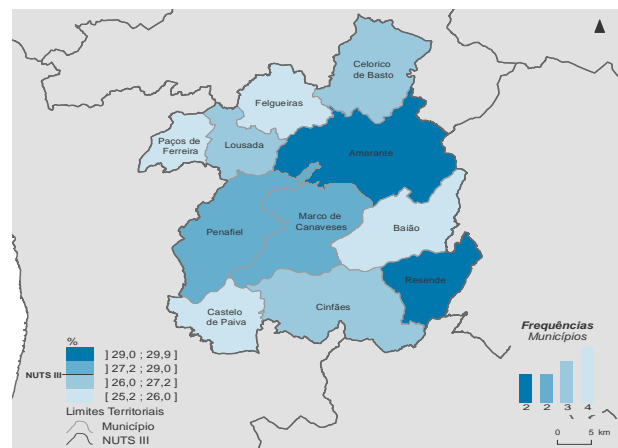 Celorico
de Basto
Felgueiras
Paços de
Ferreira
Lousada
Amarante
Marco de
Canaveses
Penafiel
Baião
Resende
Castelo
de Paiva
Cinfães
%
] 29,0 ; 29,9 ]
] 27,2 ; 29,0 ]
NUTS III
] 26,0 ; 27,2 ]
] 25,2 ; 26,0 ]
Limites Territoriais
Município
NUTS III
Frequências
Municípios
2 2 3 4
0 5 km